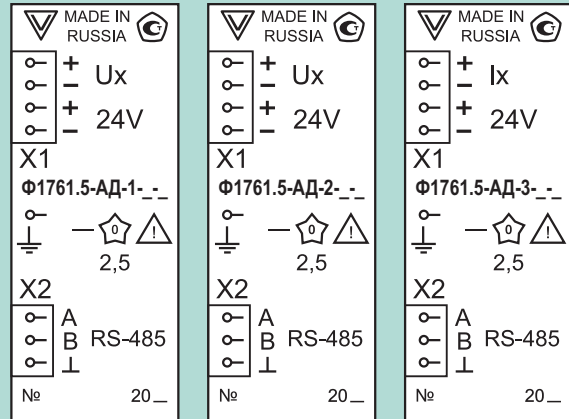 MADE IN
RUSSIA
+
Ux
−
+
24V
−
X1
Ф1761.5-АД-1-_-_
— 0 !
2,5
X2
A
B RS-485
⊥
№ 20_
MADE IN
RUSSIA
+
Ux
−
+
24V
−
X1
Ф1761.5-АД-2-_-_
— 0 !
2,5
X2
A
B RS-485
⊥
№ 20_
MADE IN
RUSSIA
+
Ix
−
+
24V
−
X1
Ф1761.5-АД-3-_-_
— 0 !
2,5
X2
A
B RS-485
⊥
№ 20_